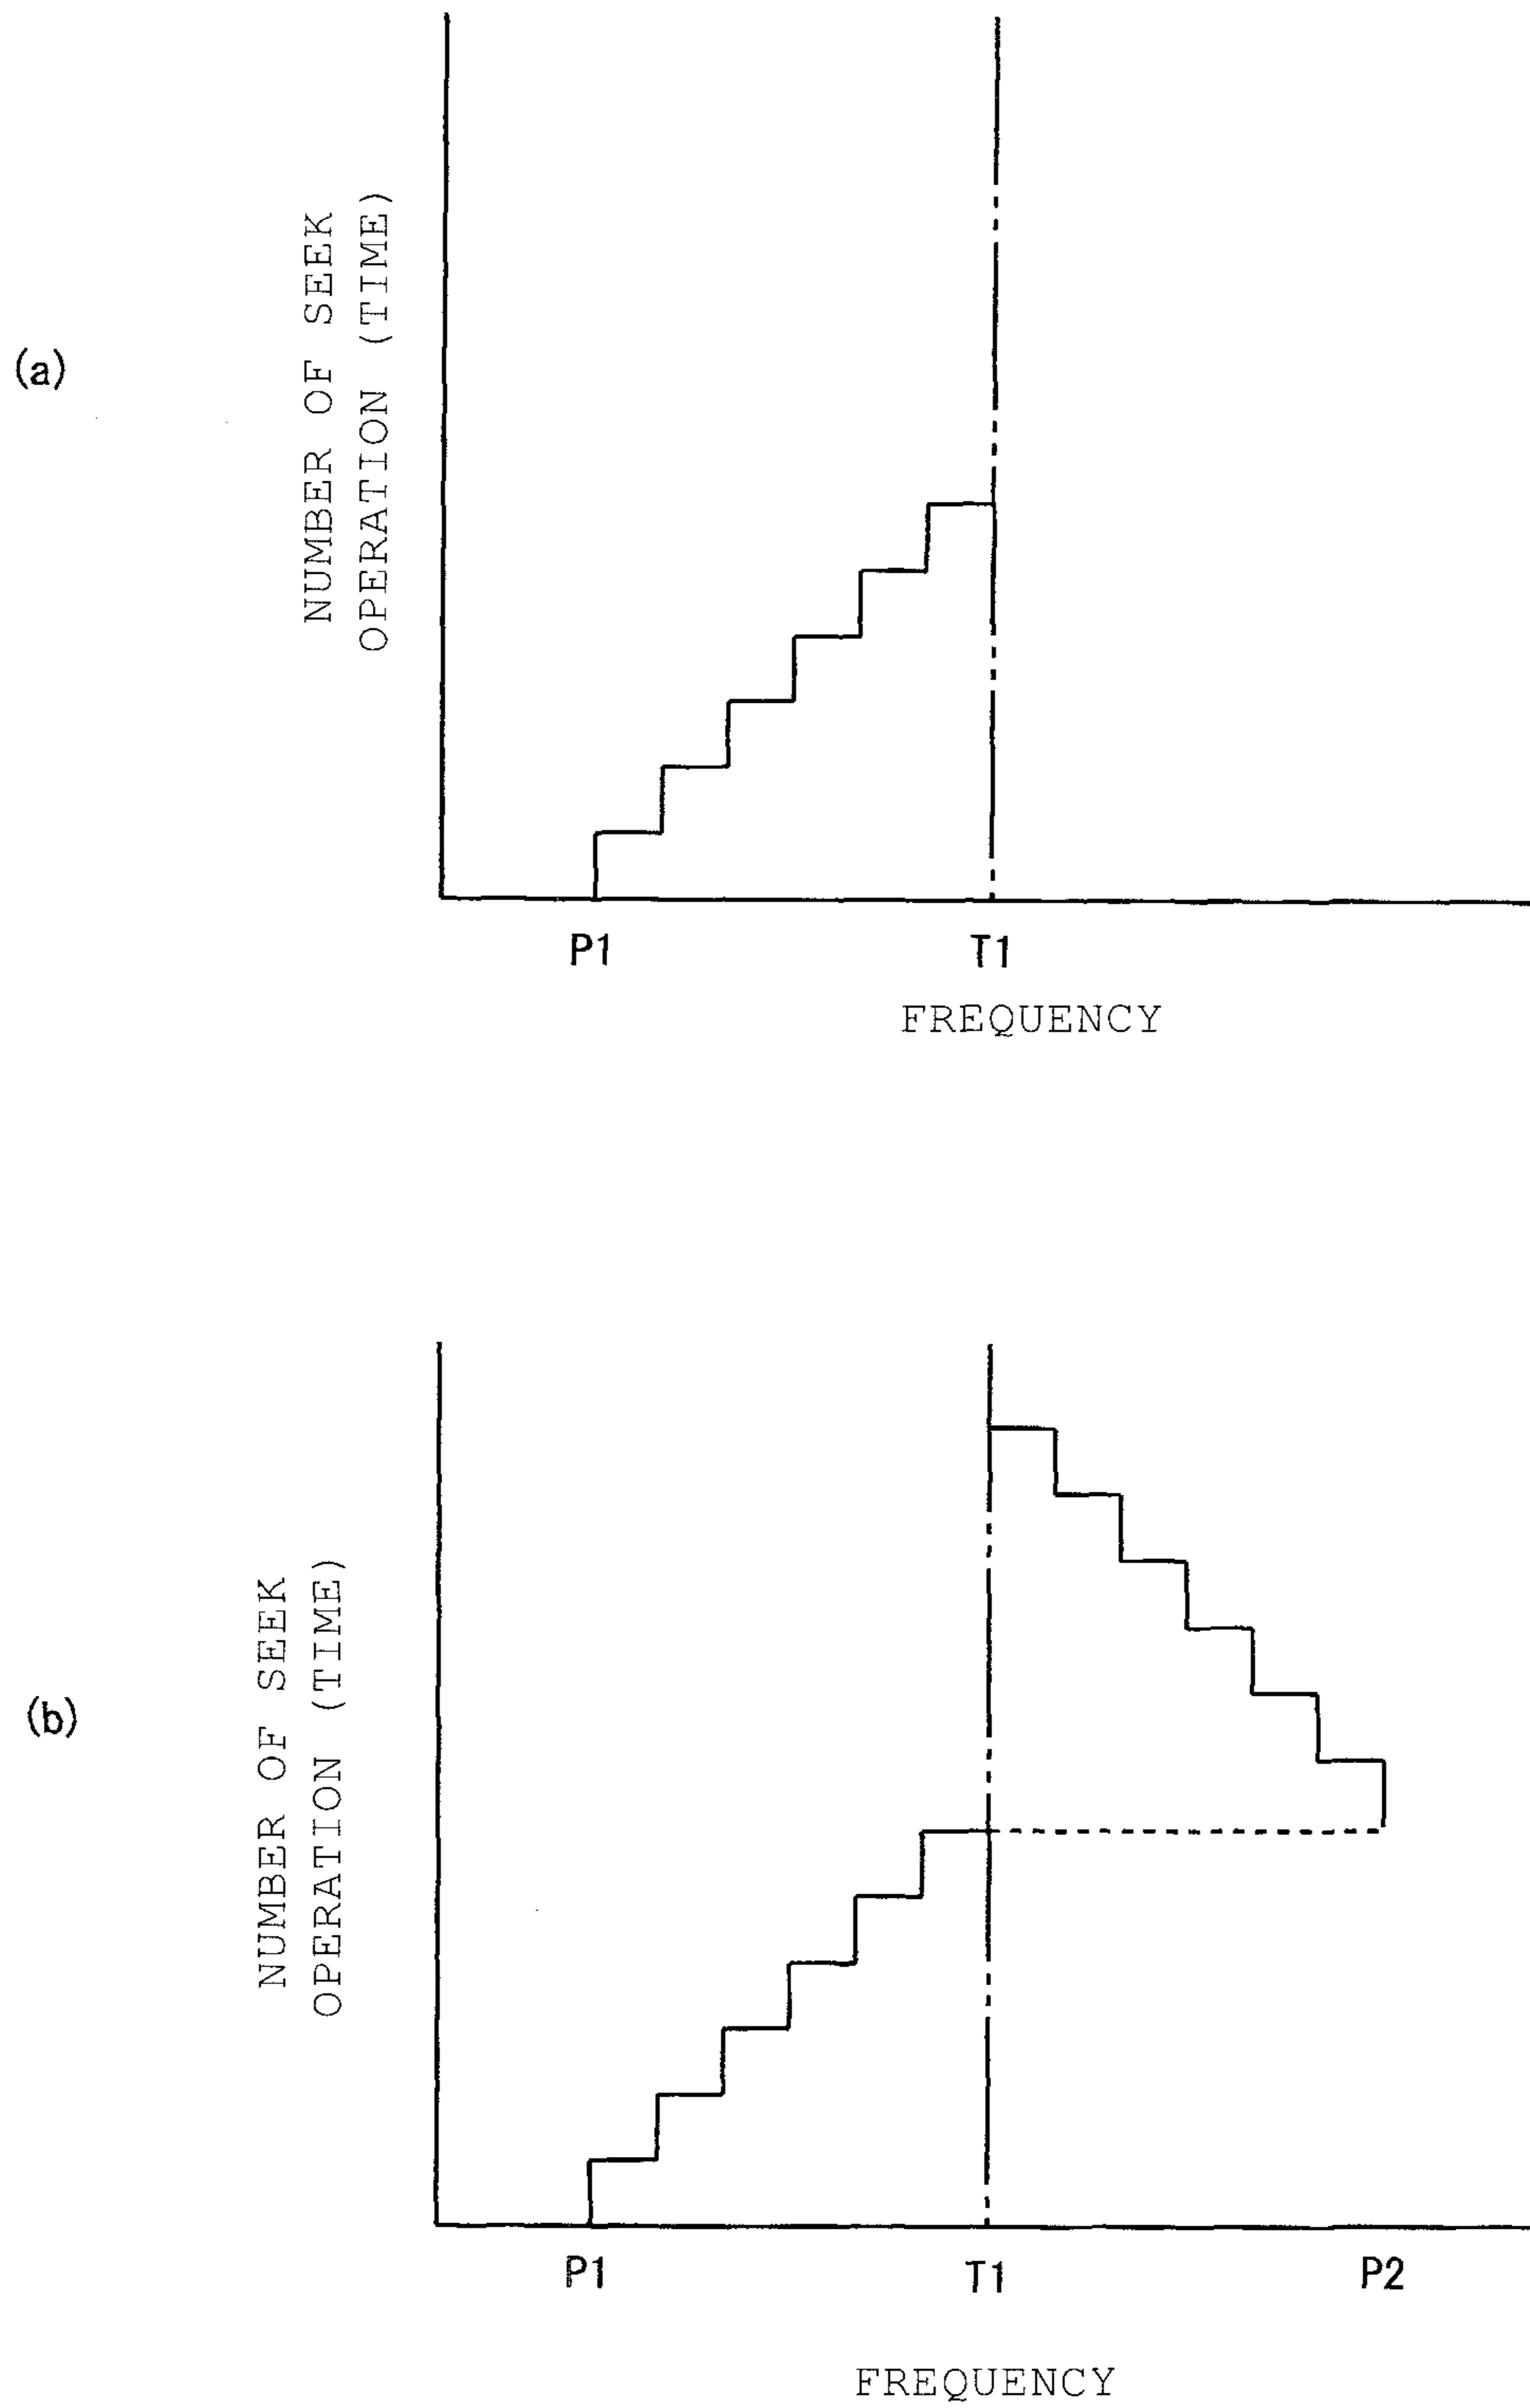 (a)
NUMBER OF SEEK
OPERATION (TIME)
P1
T1
FREQUENCY
(b)
NUMBER OF SEEK
OPERATION (TIME)
P1
T1
P2
FREQUENCY